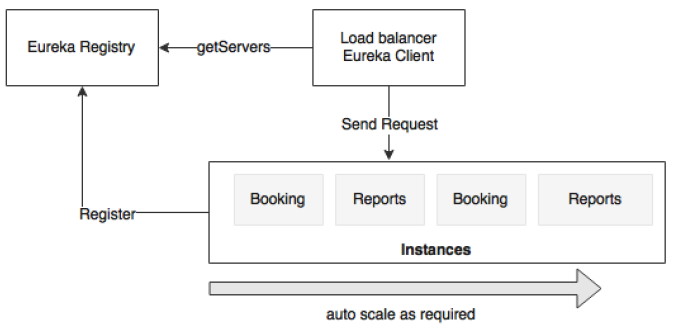 Eureka Registry
getServers
Load balancer
Eureka Client
Send Request
Booking
Reports
Booking
Reports
Register
Instances
auto scale as required